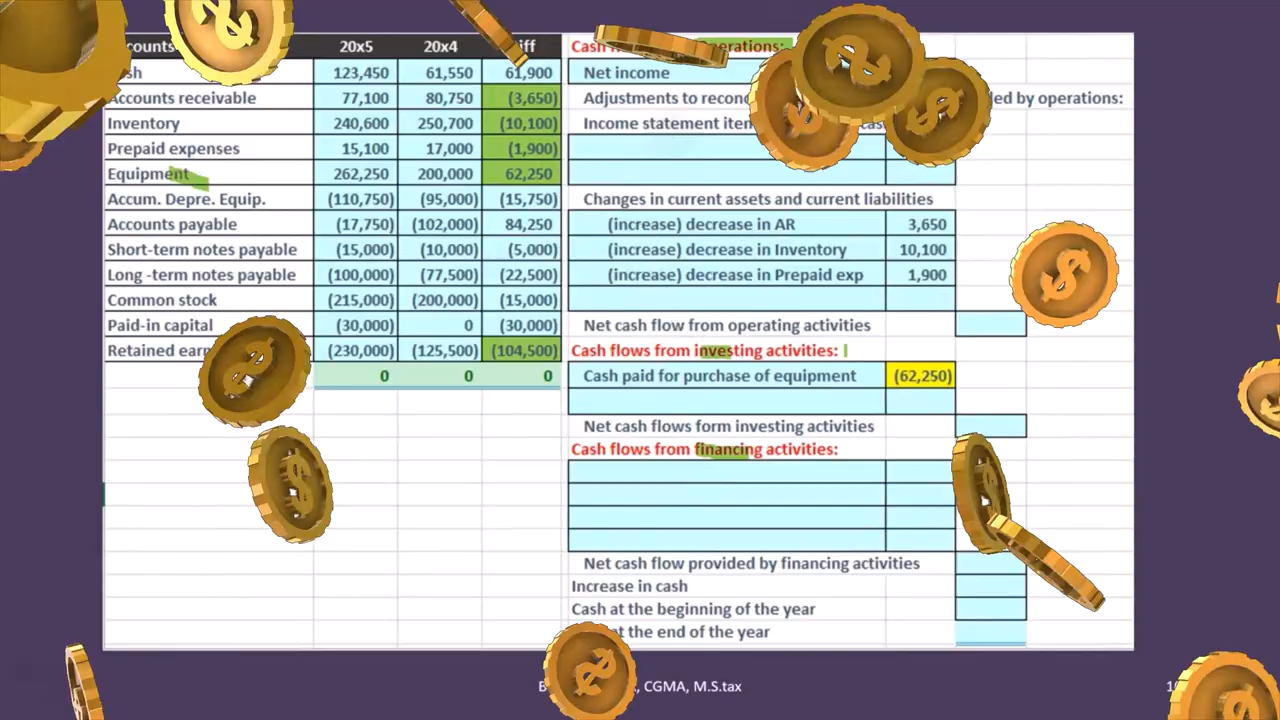 20x5 20x4
Cash 123,450 61,550 61,900
Accounts receivable 77,100 80,750 (3,650)
Inventory 240,600 250,700 (10,100)
Prepaid expenses 15,100 17,000 (1,900)
Equipment 262,250 200,000 62,250
Accum. Depre. Equip. (110,750) (95,000) (15,750)
Accounts payable (17,750) (102,000) 84,250
Short-term notes payable (15,000) (10,000) (5,000)
Long -term notes payable (100,000) (77,500) (22,500)
Common stock (215,000) (200,000) (15,000)
Paid-in capital (30,000) 0 (30,000)
Retained (230,000) (125,500) (104,500)
0 0 0
Cash Operations:
Net income
Adjustments to by operations:
Income statement
Changes in current assets and current liabilities
(increase) decrease in AR 3,650
(increase) decrease in Inventory 10,100
(increase) decrease in Prepaid exp 1,900
Net cash flow from operating activities
Cash flows from investing activities:
Cash paid for purchase of equipment (62,250)
Net cash flows form investing activities
Cash flows from financing activities:
Net cash flow provided by financing activities
Increase in cash
Cash at the beginning of the year
the end of the year
CGMA, M.S.tax